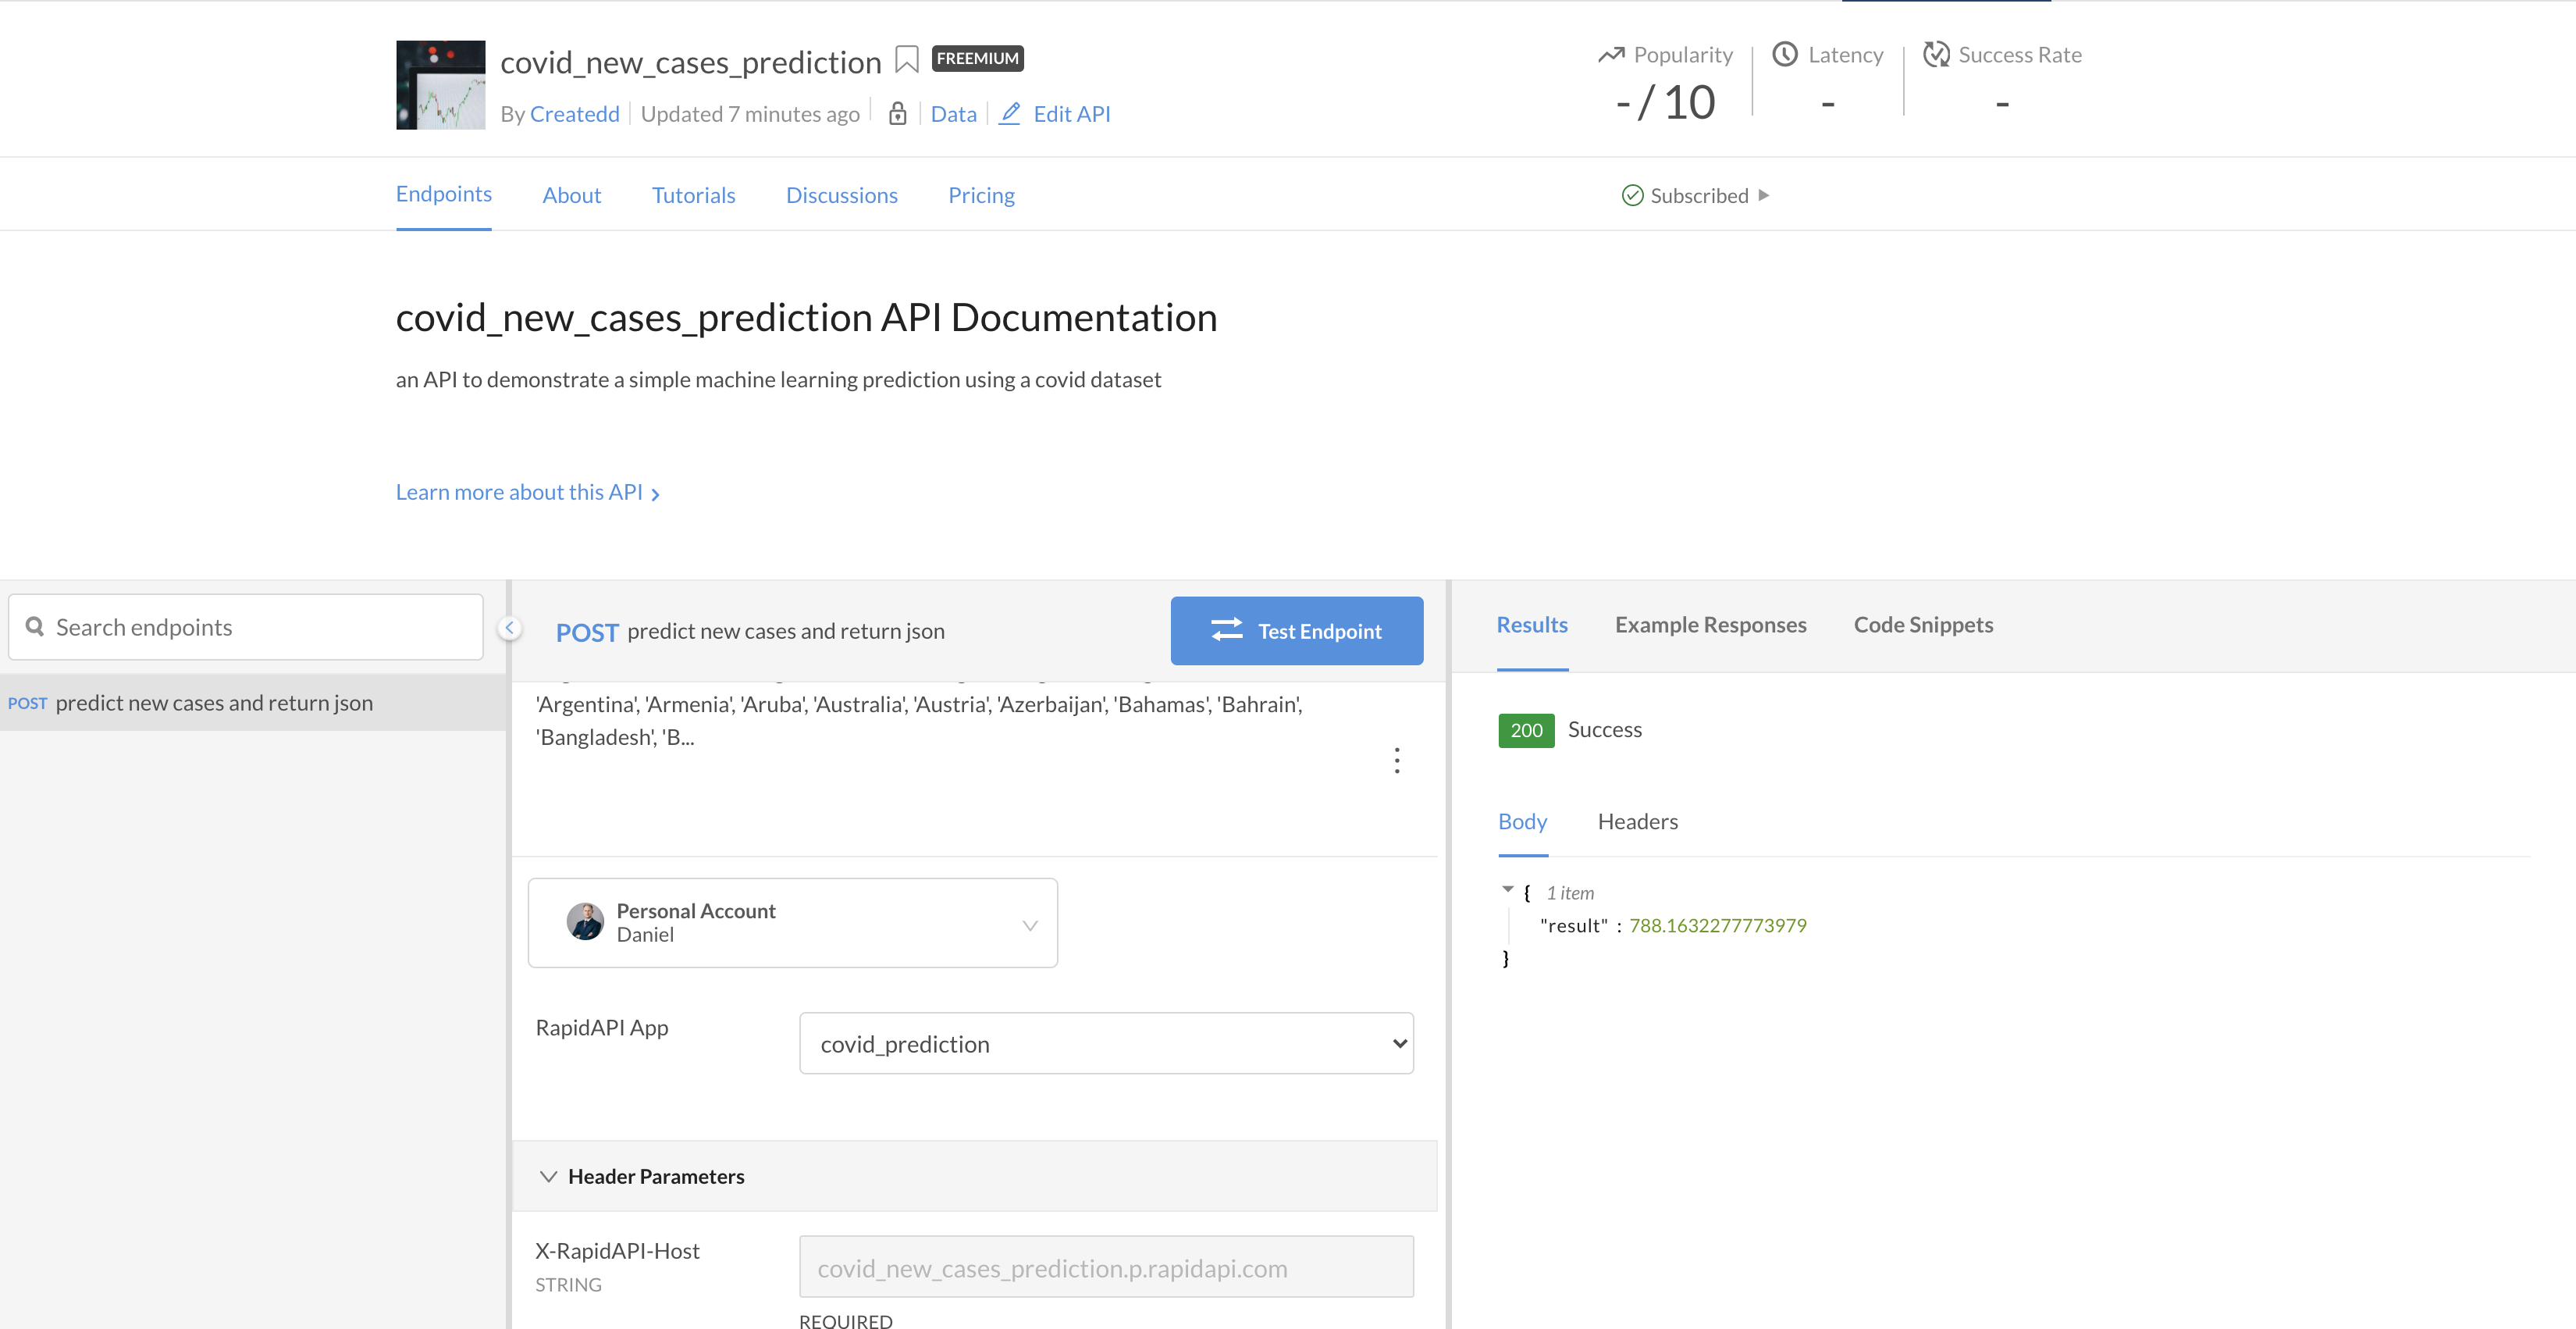 covid_new_cases_prediction FREEMIUM
By Createdd Updated 7 minutes ago Data Edit API
Popularity Latency Success Rate
- / 10 - -
Endpoints About Tutorials Discussions Pricing Subscribed
covid_new_cases_prediction API Documentation
an API to demonstrate a simple machine learning prediction using a covid dataset
Learn more about this API
Search endpoints
POST predict new cases and return json
POST predict new cases and return json
Test Endpoint
'Argentina', 'Armenia', 'Aruba', 'Australia', 'Austria', 'Azerbaijan', 'Bahamas', 'Bahrain',
'Bangladesh', 'B...
Personal Account
Daniel
RapidAPI App covid_prediction
Header Parameters
X-RapidAPI-Host covid_new_cases_prediction.p.rapidapi.com
STRING
REQUIRED
Results Example Responses Code Snippets
200 Success
Body Headers
{ 1 item
"result" : 788.1632277773979
}